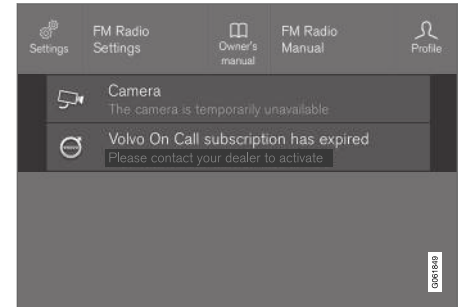 Settings
FM Radio
Settings
Owner's
manual
FM Radio
Manual
Profile
Camera
The camera is temporarily unavailable
Volvo On Call subscription has expired
Please contact your dealer to activate
G061849